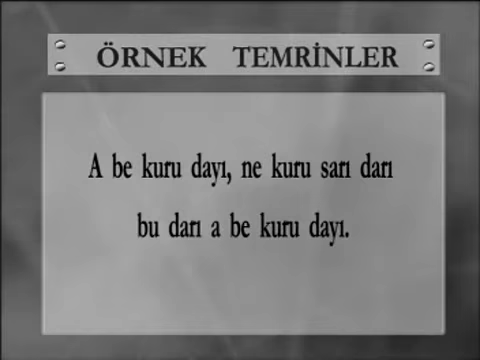 ÖRNEK TEMRİNLER
A be kuru dayı, ne kuru sarı darı
bu darı a be kuru dayı.